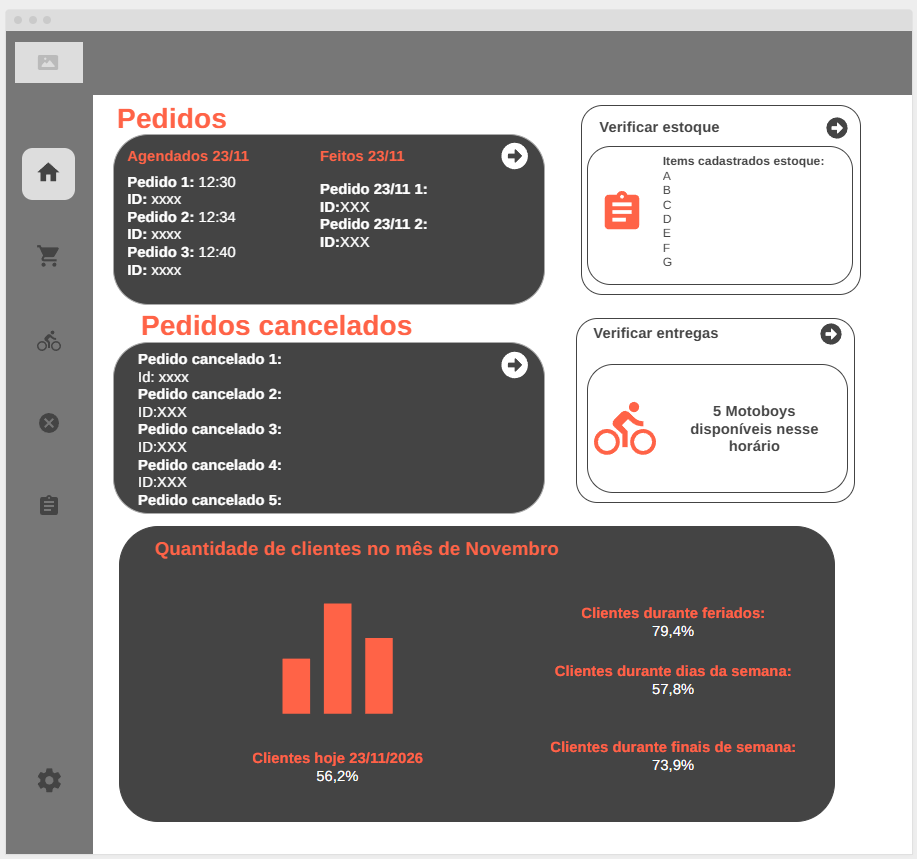 Pedidos
Agendados 23/11
Pedido 1: 12:30
ID: xxxx
Pedido 2: 12:34
ID: xxxx
Pedido 3: 12:40
ID: xxxx
Feitos 23/11
Pedido 23/11 1:
ID:XXX
Pedido 23/11 2:
ID:XXX
Verificar estoque
Items cadastrados estoque:
A
B
C
D
E
F
G
Pedidos cancelados
Pedido cancelado 1:
Id: xxxx
Pedido cancelado 2:
ID:XXX
Pedido cancelado 3:
ID:XXX
Pedido cancelado 4:
ID:XXX
Pedido cancelado 5:
Verificar entregas
5 Motoboys
disponíveis nesse
horário
Quantidade de clientes no mês de Novembro
Clientes hoje 23/11/2026
56,2%
Clientes durante feriados:
79,4%
Clientes durante dias da semana:
57,8%
Clientes durante finais de semana:
73,9%